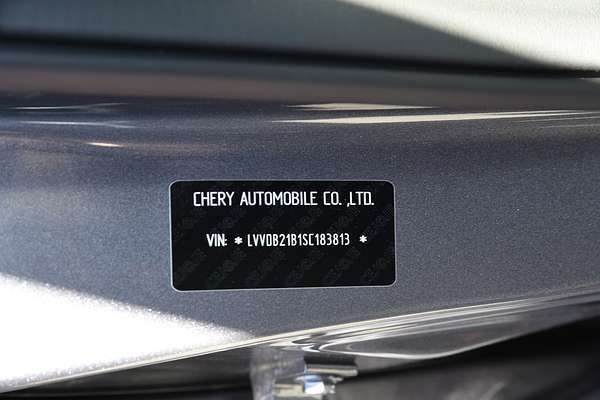 CHERY AUTOMOBILE CO. ,LTD.
VIN: * LVVDB21B1SC183813 *